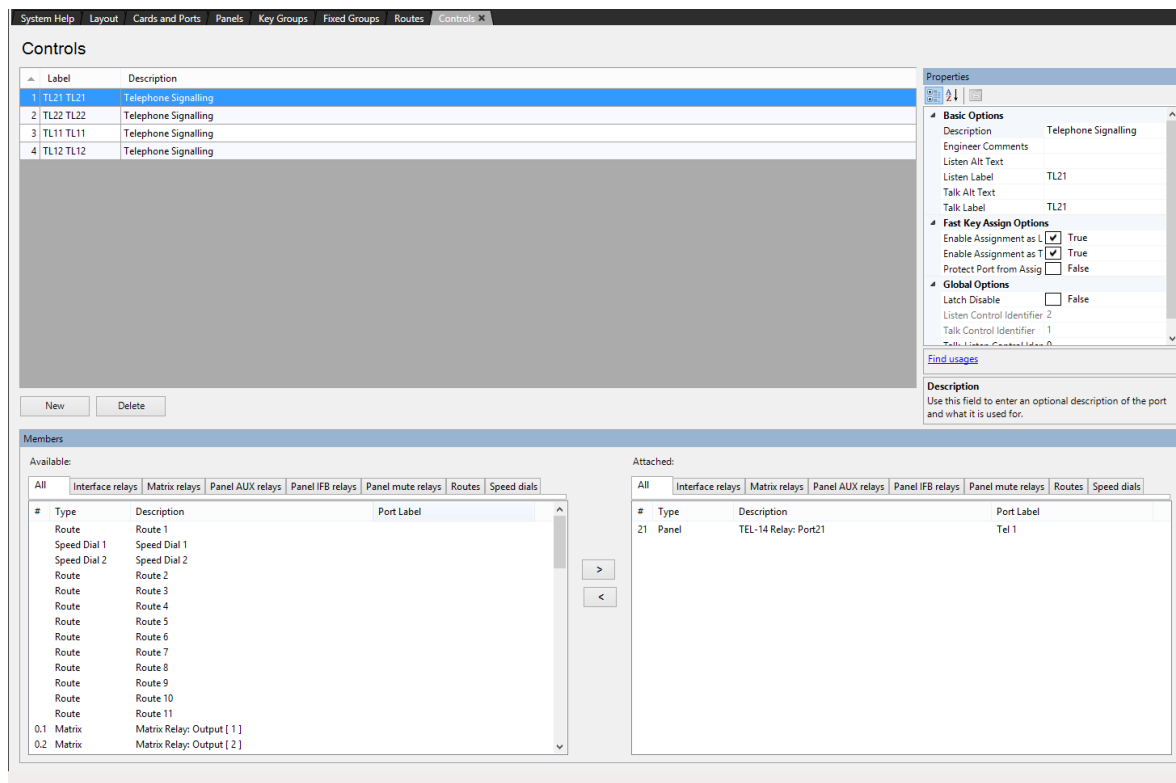 System Help Layout Cards and Ports Panels Key Groups Fixed Groups Routes Controls
Controls
Label Description
1 TL21 TL21 Telephone Signalling
2 TL22 TL22 Telephone Signalling
3 TL11 TL11 Telephone Signalling
4 TL12 TL12 Telephone Signalling
New Delete
Properties
Basic Options
Description Telephone Signalling
Engineer Comments
Listen Alt Text
Listen Label TL21
Talk Alt Text
Talk Label TL21
Fast Key Assign Options
Enable Assignment as L True
Enable Assignment as T True
Protect Port from Assig False
Global Options
Latch Disable False
Listen Control Identifier 2
Talk Control Identifier 1
Find usages
Description
Use this field to enter an optional description of the port
and what it is used for.
Members
Available:
All Interface relays Matrix relays Panel AUX relays Panel IFB relays Panel mute relays Routes Speed dials
# Type Description Port Label
Route Route 1
Speed Dial 1 Speed Dial 1
Speed Dial 2 Speed Dial 2
Route Route 2
Route Route 3
Route Route 4
Route Route 5
Route Route 6
Route Route 7
Route Route 8
Route Route 9
Route Route 10
Route Route 11
0.1 Matrix Matrix Relay: Output [ 1 ]
0.2 Matrix Matrix Relay: Output [ 2 ]
>
<
Attached:
All Interface relays Matrix relays Panel AUX relays Panel IFB relays Panel mute relays Routes Speed dials
# Type Description Port Label
21 Panel TEL-14 Relay: Port21 Tel 1